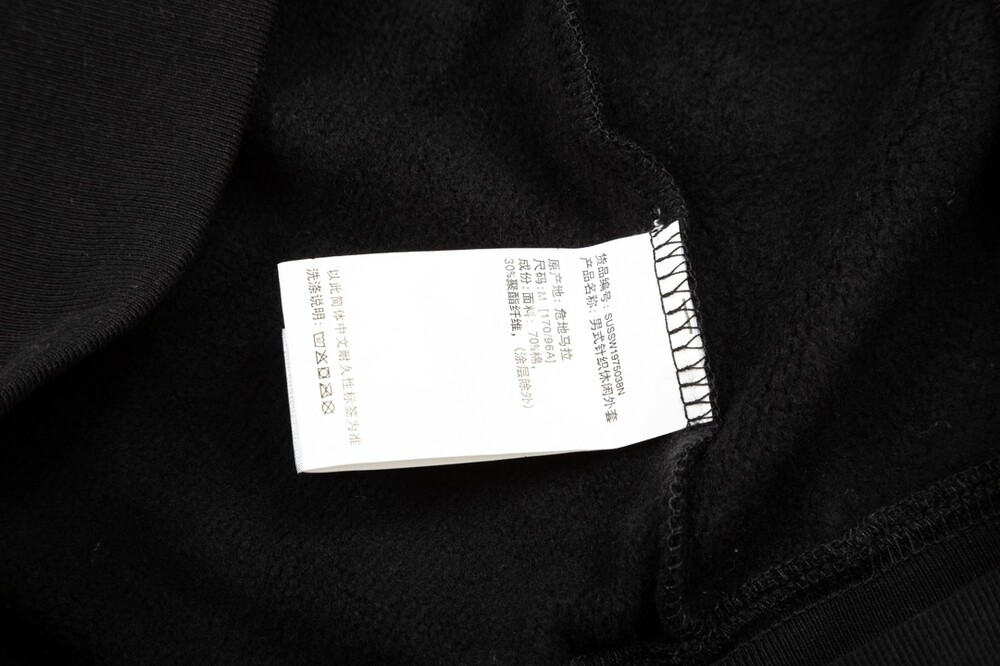 货品编号：SUSSW1975038N
产品名称：男式针织休闲外套
原产地：危地马拉
尺码：M [170/96A]
成份：面料：70%棉，
30%聚酯纤维，（涂层除外）
以此简体中文耐久性标签为准
洗涤说明：